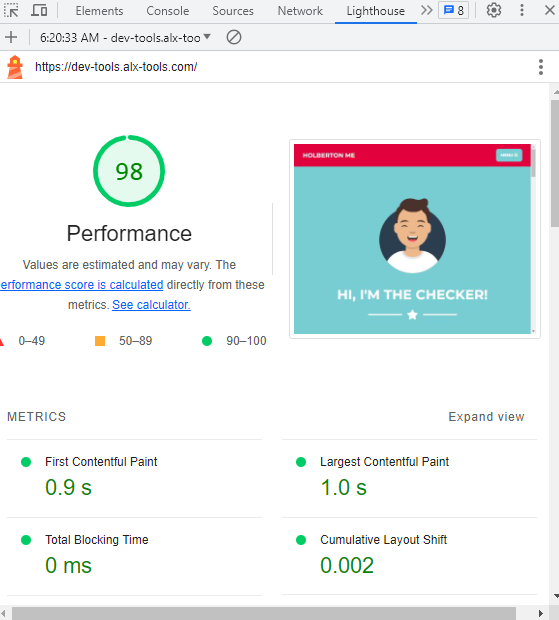 Elements Console Sources Network Lighthouse 8
6:20:33 AM - dev-tools.alx-too
https://dev-tools.alx-tools.com/
98
Performance
Values are estimated and may vary. The
erformance score is calculated directly from these
metrics. See calculator.
0–49 50–89 90–100
HOLBERTON ME
HI, I'M THE CHECKER!
METRICS
Expand view
First Contentful Paint
0.9 s
Largest Contentful Paint
1.0 s
Total Blocking Time
0 ms
Cumulative Layout Shift
0.002